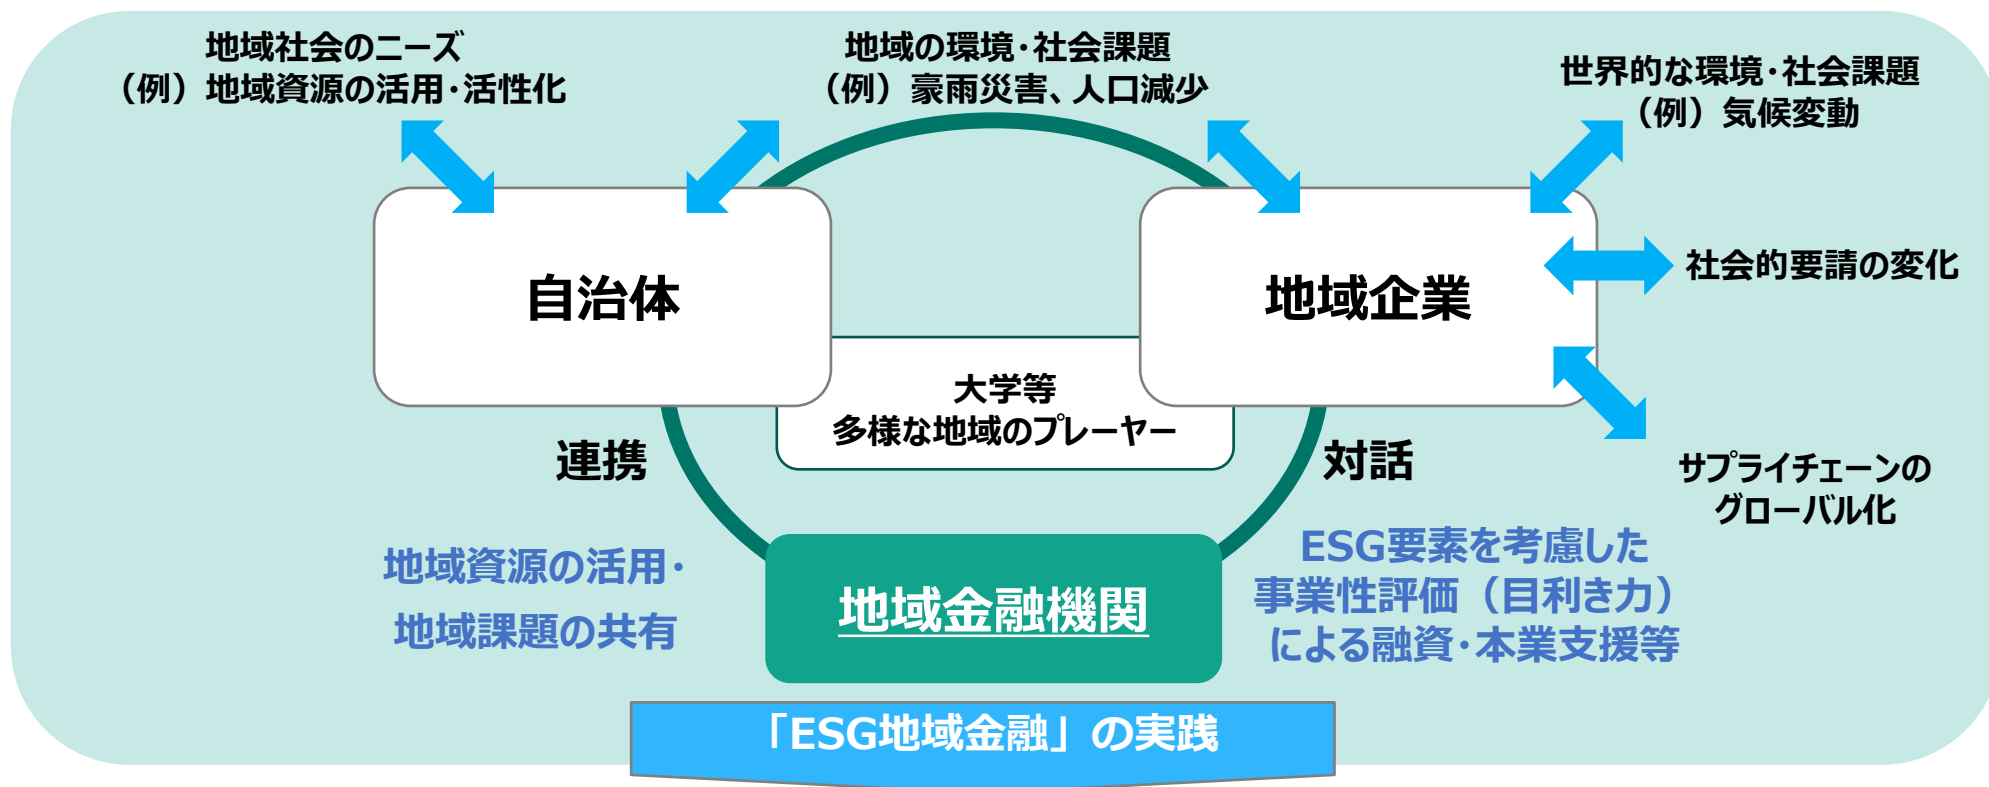 地域社会のニーズ
（例）地域資源の活用・活性化
地域の環境・社会課題
（例）豪雨災害、人口減少
世界的な環境・社会課題
（例）気候変動
自治体
地域企業
社会的要請の変化
大学等
多様な地域のプレーヤー
連携
対話
サプライチェーンの
グローバル化
地域資源の活用・
地域課題の共有
地域金融機関
ESG要素を考慮した
事業性評価（目利き力）
による融資・本業支援等
「ESG地域金融」の実践